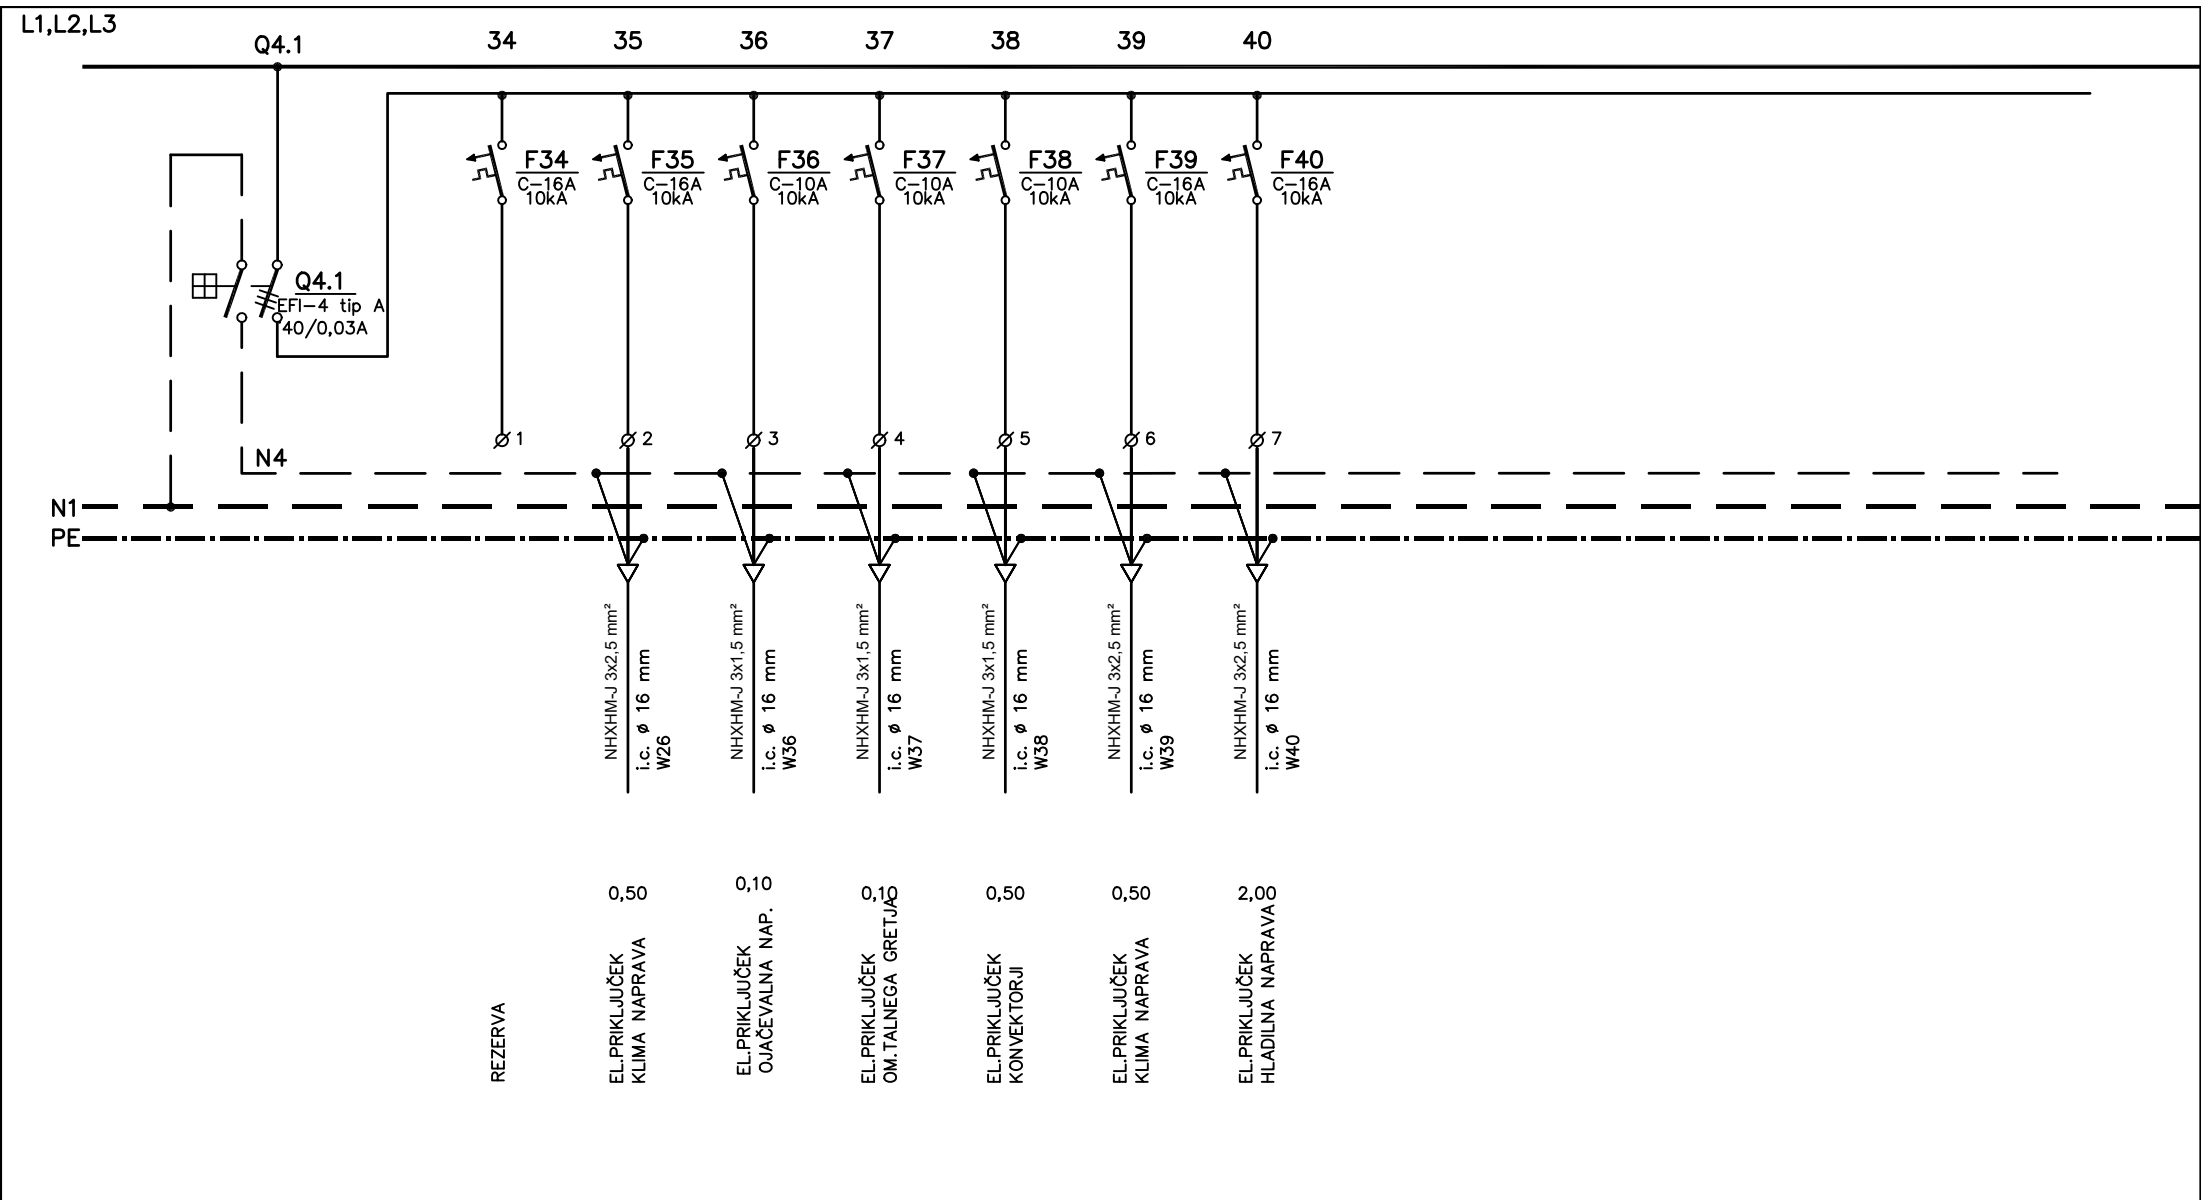 L1,L2,L3
Q4.1
34
35
36
37
38
39
40
F34
C-16A
10kA
F35
C-16A
10kA
F36
C-10A
10kA
F37
C-10A
10kA
F38
C-10A
10kA
F39
C-16A
10kA
F40
C-16A
10kA
Q4.1
EFI-4 tip A
40/0,03A
1
2
3
4
5
6
7
N4
N1
PE
NHXHM-J 3x2,5 mm²
i.c. ø 16 mm
W26
NHXHM-J 3x1,5 mm²
i.c. ø 16 mm
W36
NHXHM-J 3x1,5 mm²
i.c. ø 16 mm
W37
NHXHM-J 3x1,5 mm²
i.c. ø 16 mm
W38
NHXHM-J 3x2,5 mm²
i.c. ø 16 mm
W39
NHXHM-J 3x2,5 mm²
i.c. ø 16 mm
W40
0,50
0,10
0,10
0,50
0,50
2,00
REZERVA
EL.PRIKLJUČEK
KLIMA NAPRAVA
EL.PRIKLJUČEK
OJAČEVALNA NAP.
EL.PRIKLJUČEK
OM.TALNEGA GRETJA
EL.PRIKLJUČEK
KONVEKTORJI
EL.PRIKLJUČEK
KLIMA NAPRAVA
EL.PRIKLJUČEK
HLADILNA NAPRAVA